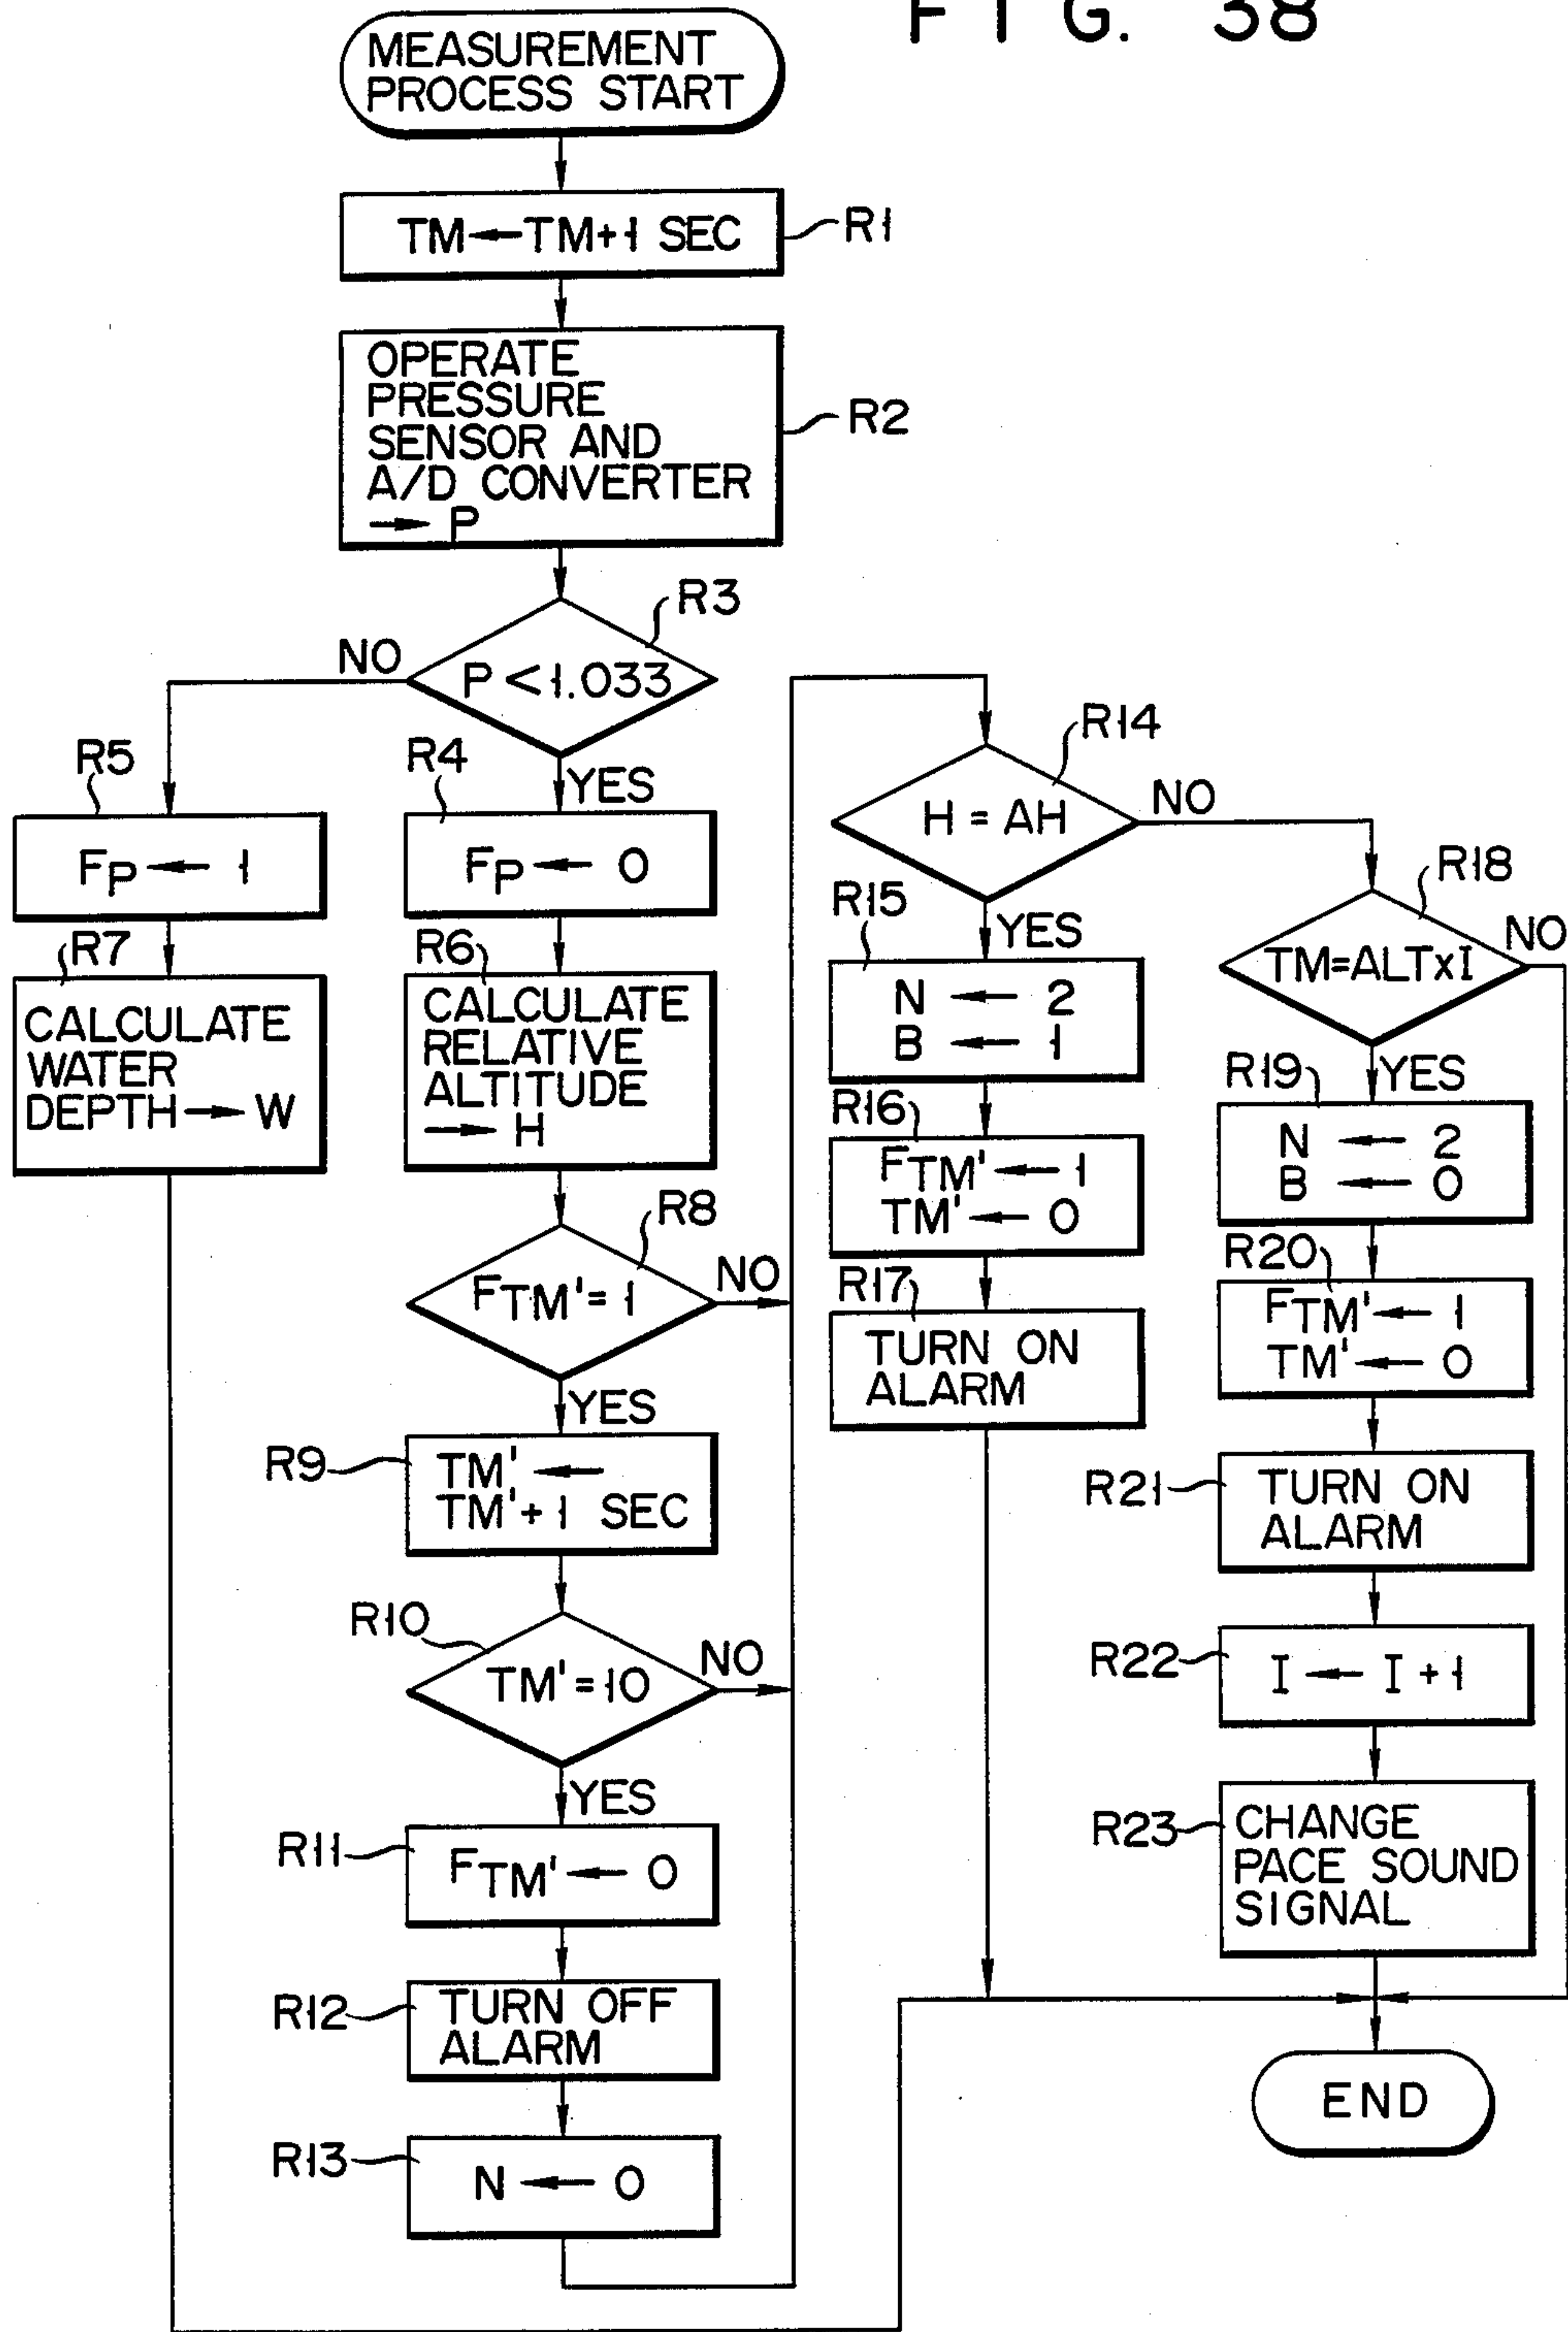 FIG. 38
MEASUREMENT
PROCESS START
TM←TM+1 SEC
R1
OPERATE
PRESSURE
SENSOR AND
A/D CONVERTER
→ P
R2
R3
P < 1.033
NO
YES
R5
FP ← 1
R4
FP ← 0
R7
CALCULATE
WATER
DEPTH → W
R6
CALCULATE
RELATIVE
ALTITUDE
→ H
R8
FTM' = 1
NO
YES
R9
TM' ←
TM' + 1 SEC
R10
TM' = 10
NO
YES
R11
FTM' ← 0
R12
TURN OFF
ALARM
R13
N ← 0
R14
H = AH
NO
YES
R15
N ← 2
B ← 1
R16
FTM' ← 1
TM' ← 0
R17
TURN ON
ALARM
R18
TM=ALTxI
NO
YES
R19
N ← 2
B ← 0
R20
FTM' ← 1
TM' ← 0
R21
TURN ON
ALARM
R22
I ← I + 1
R23
CHANGE
PACE SOUND
SIGNAL
END